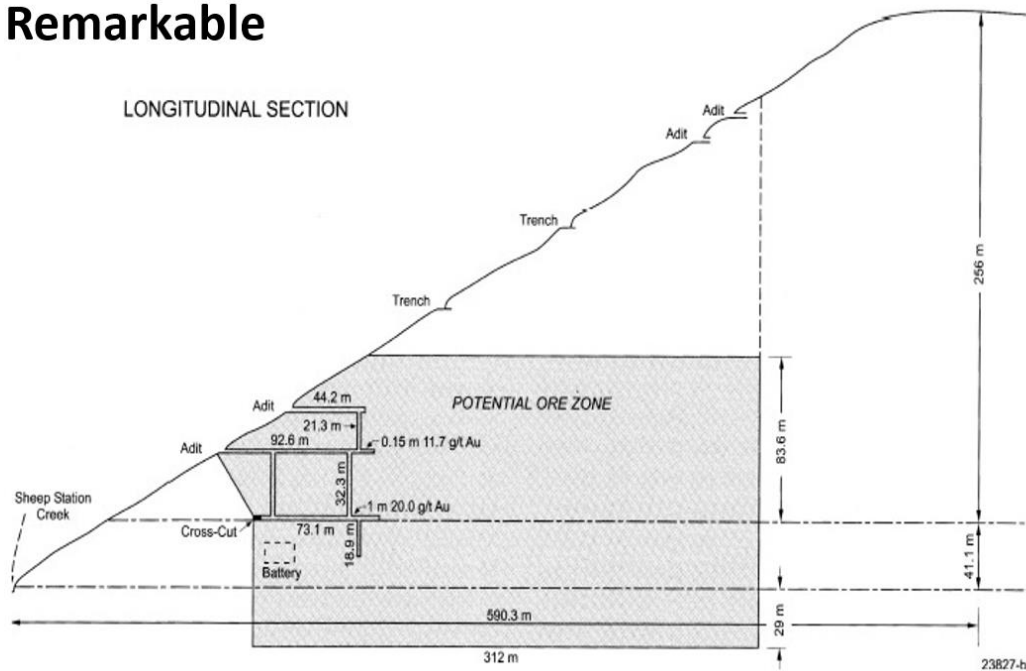 Remarkable
LONGITUDINAL SECTION
Adit
Adit
Trench
Trench
256 m
POTENTIAL ORE ZONE
44.2 m
Adit
21.3 m
92.6 m
0.15 m 11.7 g/t Au
Adit
83.6 m
32.3 m
Sheep Station
Creek
1 m 20.0 g/t Au
Cross-Cut
73.1 m
18.9 m
41.1 m
Battery
590.3 m
29 m
312 m
23827-b